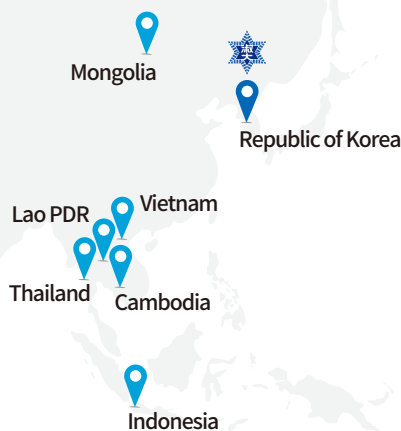 Mongolia
Republic of Korea
Lao PDR
Vietnam
Thailand
Cambodia
Indonesia